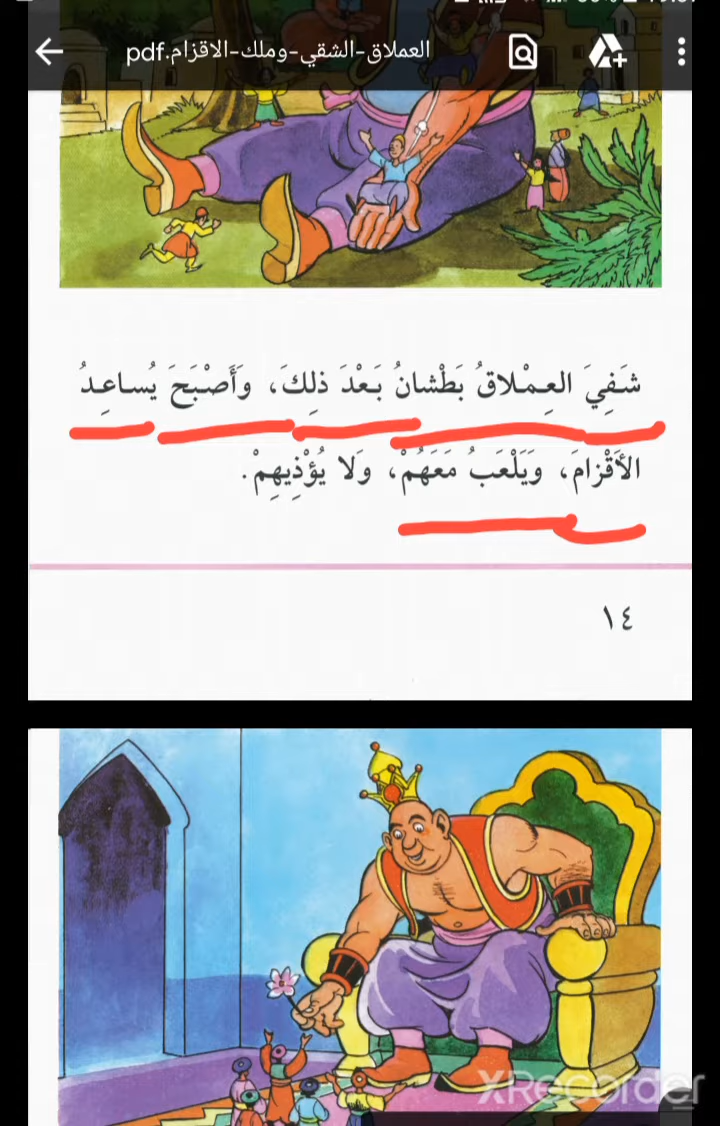 العملاق-الشقي-وملك-الاقزام.pdf
شَفِيَ العِمْلاقُ بَطْشانُ بَعْدَ ذلِكَ، وَأَصْبَحَ يُساعِدُ
الأَقْزامَ، وَيَلْعَبُ مَعَهُمْ، وَلا يُؤْذِيهِمْ.
١٤
XRecorder